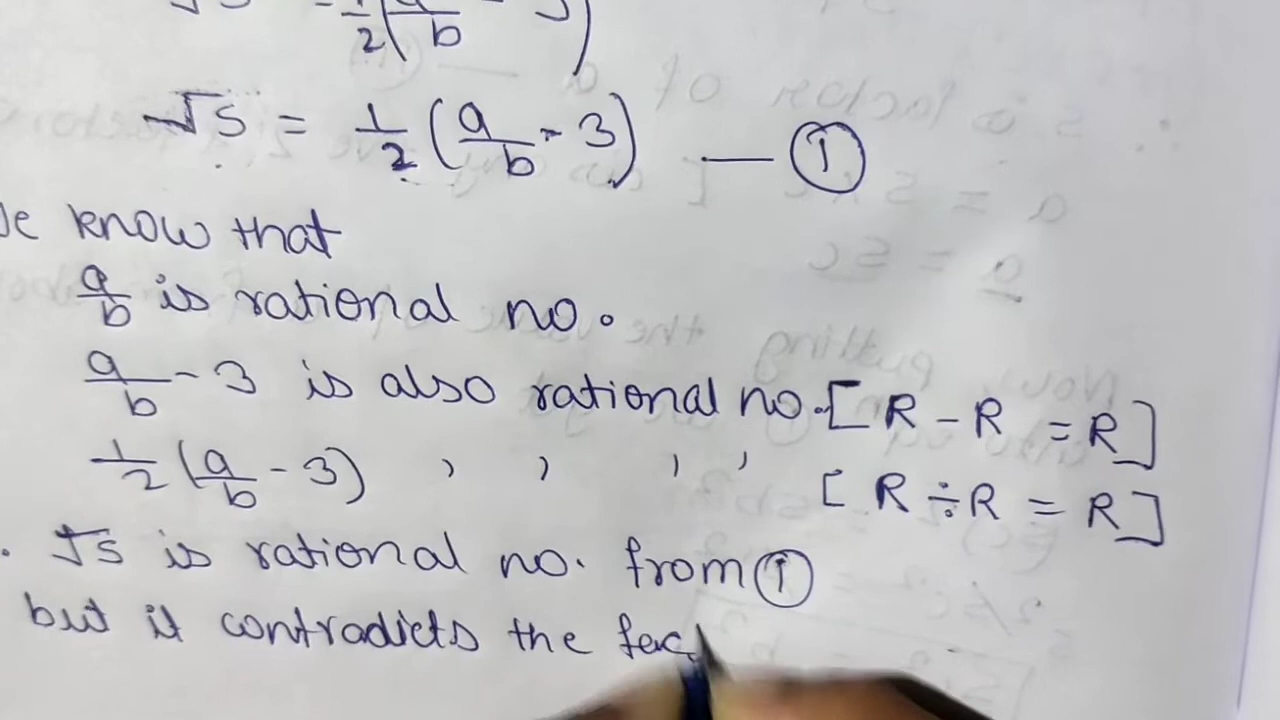 √5 = 1/2 (a/b - 3) — ①
we know that
a/b is rational no.
a/b - 3 is also rational no. [R - R = R]
1/2 (a/b - 3) , , , , [R ÷ R = R]
. √5 is rational no. from ①
but it contradicts the fac